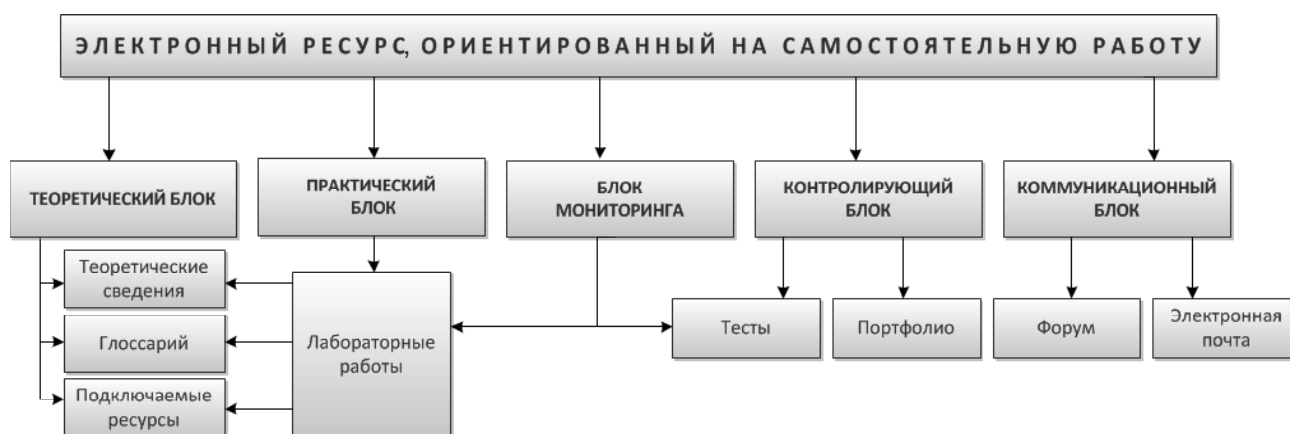 ЭЛЕКТРОННЫЙ РЕСУРС, ОРИЕНТИРОВАННЫЙ НА САМОСТОЯТЕЛЬНУЮ РАБОТУ
ТЕОРЕТИЧЕСКИЙ БЛОК
ПРАКТИЧЕСКИЙ
БЛОК
БЛОК
МОНИТОРИНГА
КОНТРОЛИРУЮЩИЙ
БЛОК
КОММУНИКАЦИОННЫЙ
БЛОК
Теоретические
сведения
Глоссарий
Подключаемые
ресурсы
Лабораторные
работы
Тесты
Портфолио
Форум
Электронная
почта